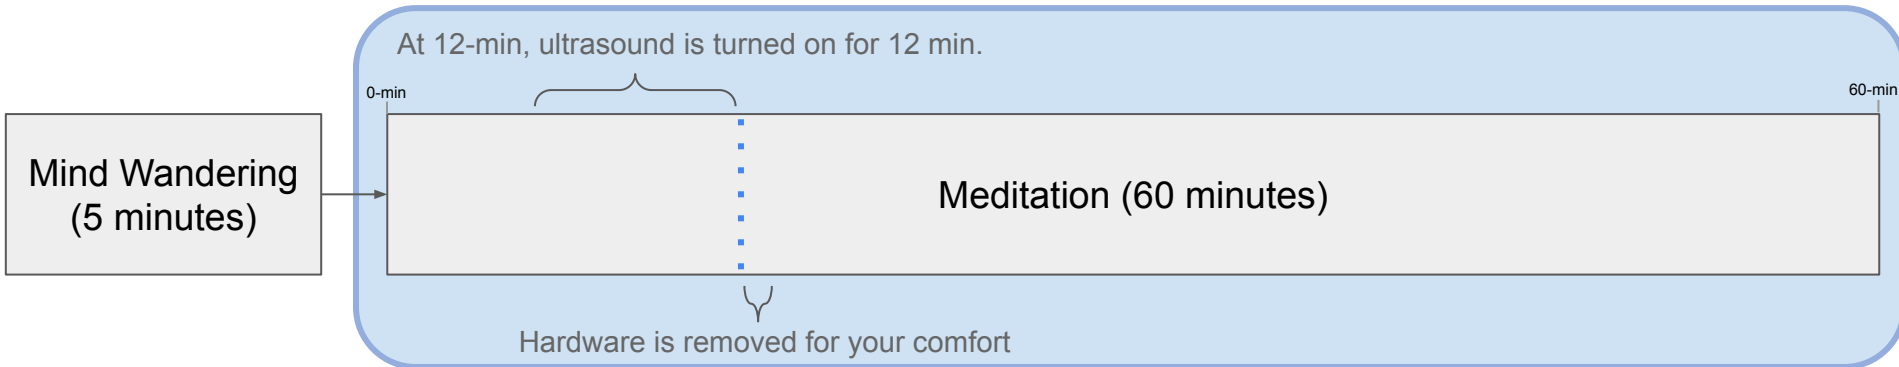 At 12-min, ultrasound is turned on for 12 min.
0-min
60-min
Mind Wandering
(5 minutes)
Meditation (60 minutes)
Hardware is removed for your comfort